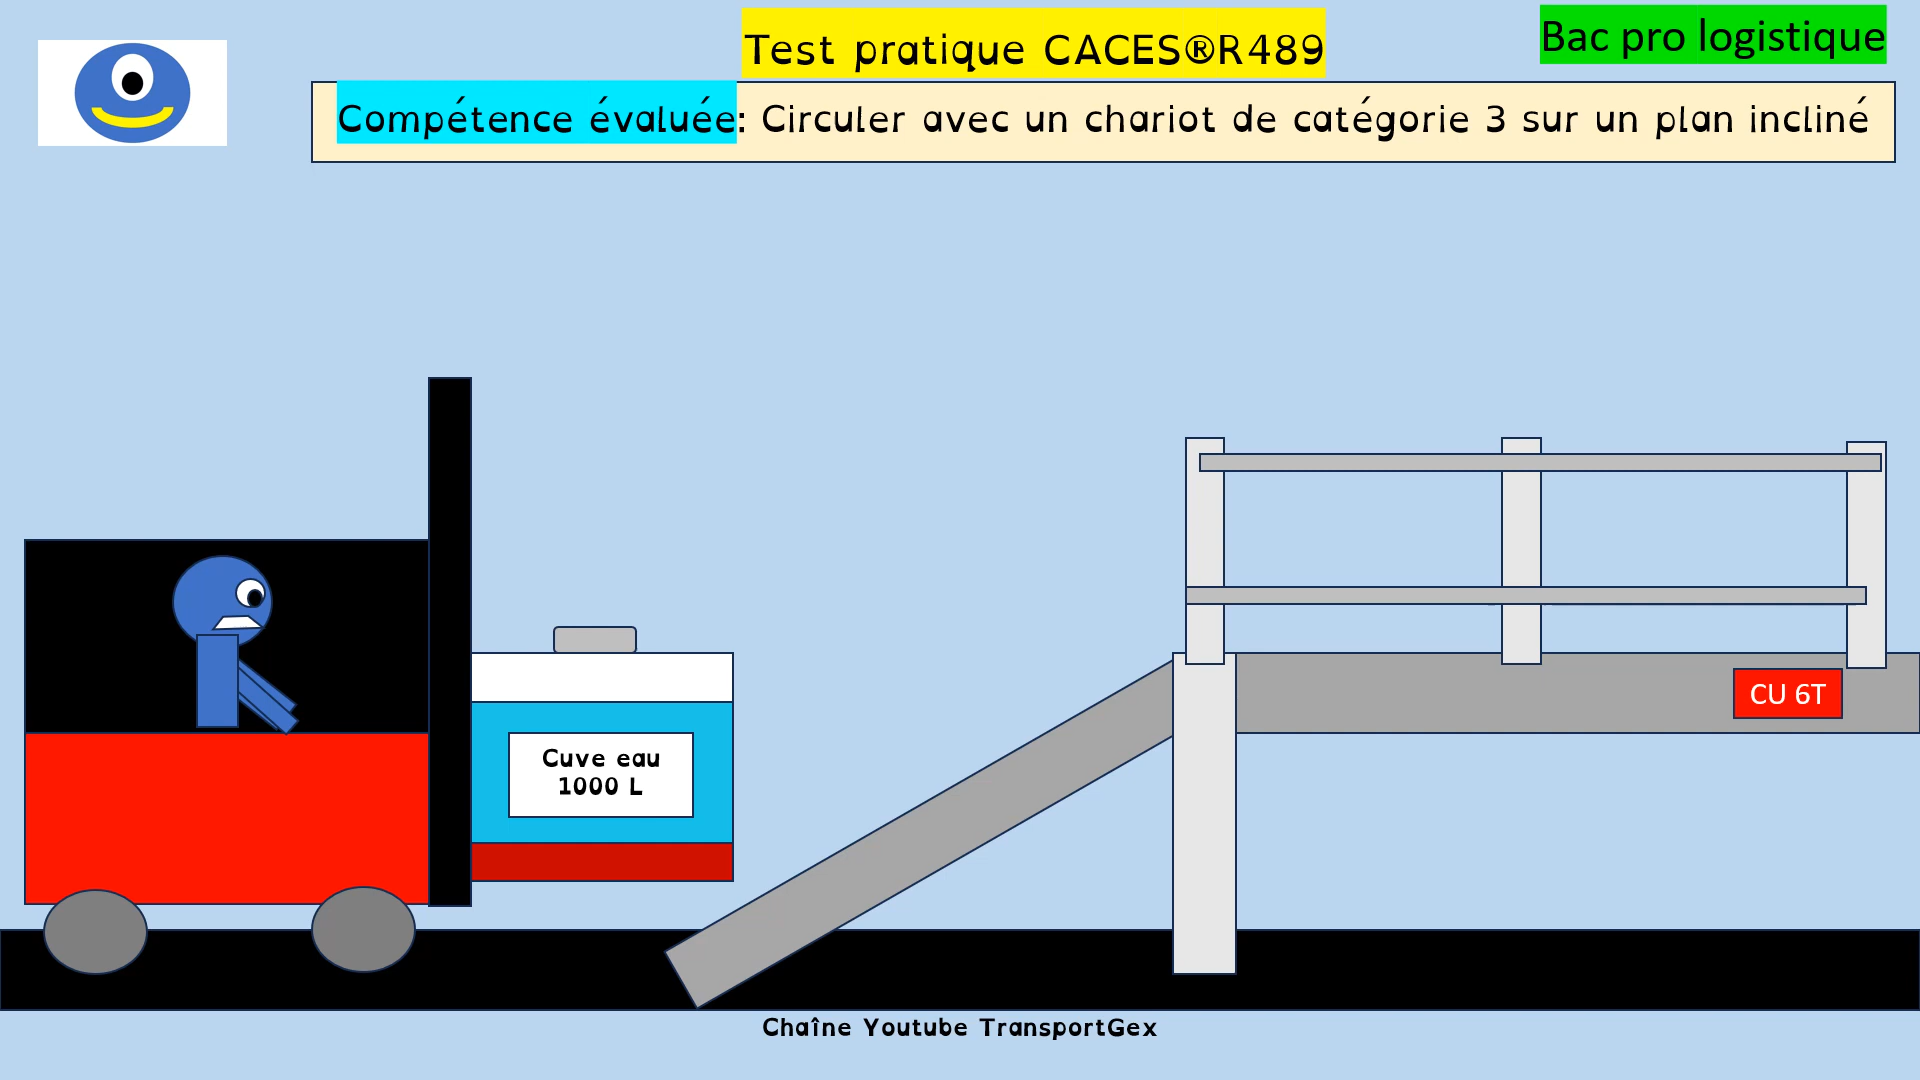 Test pratique CACES®R489
Bac pro logistique
Compétence évaluée: Circuler avec un chariot de catégorie 3 sur un plan incliné
CU 6T
Cuve eau
1000 L
Chaîne Youtube TransportGex